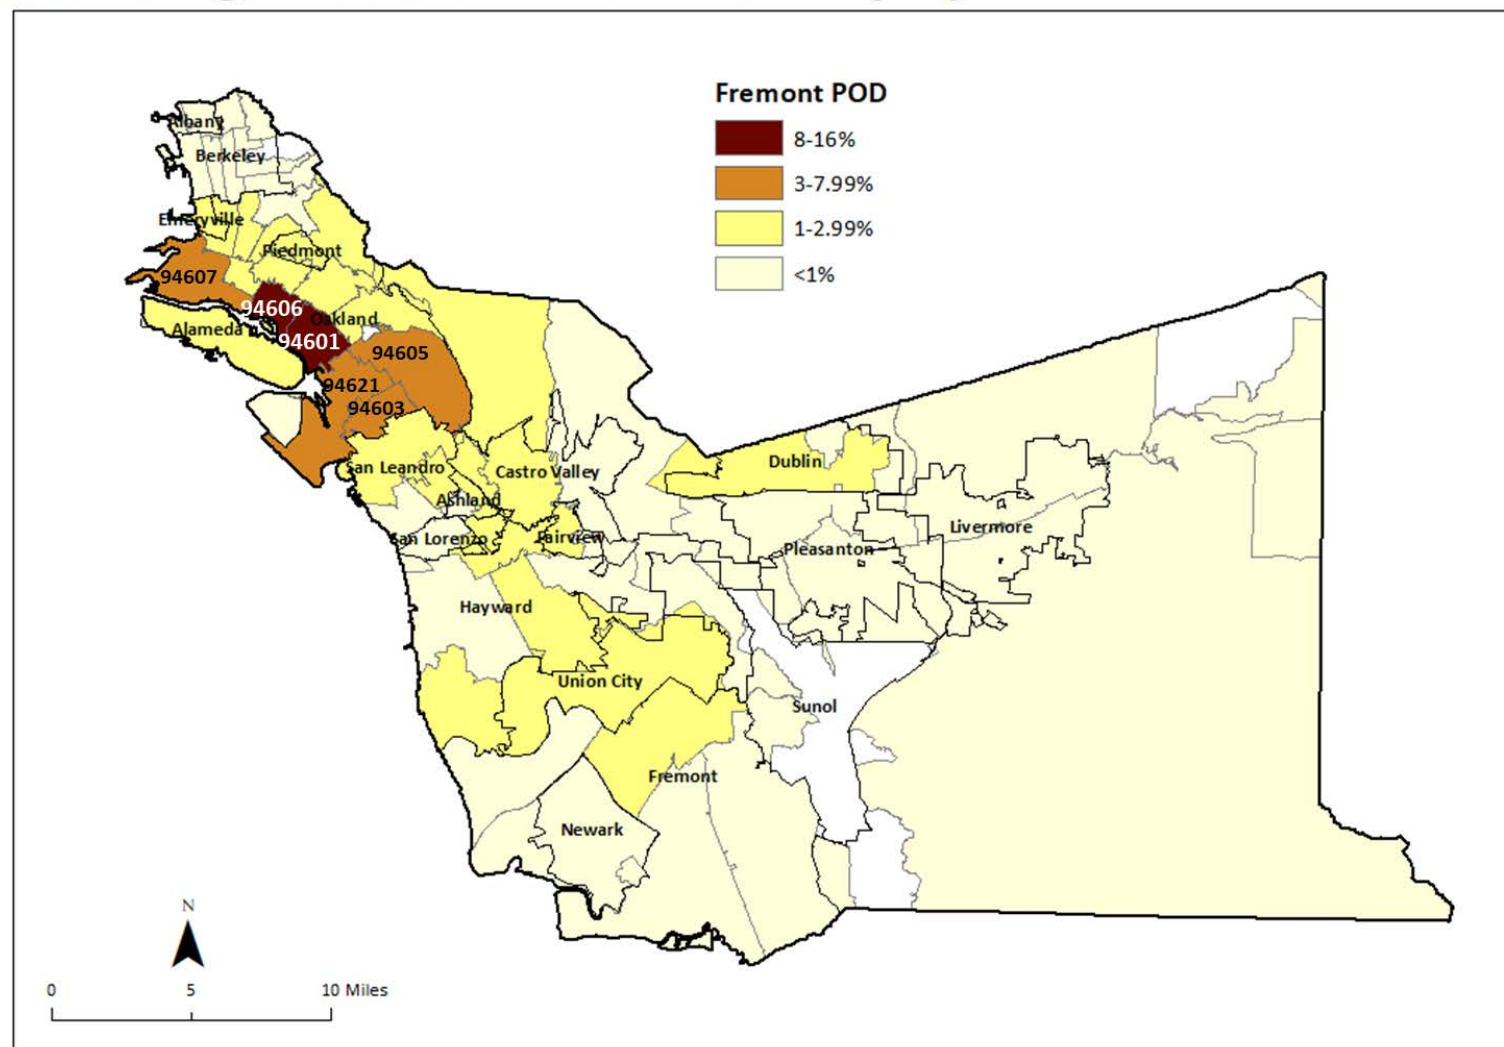 Fremont POD
8-16%
3-7.99%
1-2.99%
<1%
Albany
Berkeley
Emeryville
Piedmont
94607
94606
Oakland
Alameda
94601
94605
94621
94603
San Leandro
Castro Valley
Dublin
Ashland
Livermore
San Lorenzo
Fairview
Pleasanton
Hayward
Union City
Sunol
Fremont
Newark
N
0 5 10 Miles